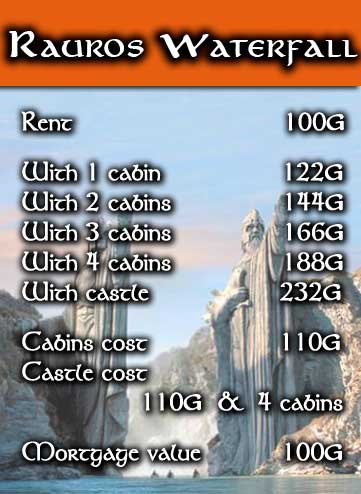 Rauros Waterfall
Rent 100G
With 1 cabin 122G
With 2 cabins 144G
With 3 cabins 166G
With 4 cabins 188G
With castle 232G
Cabins cost 110G
Castle cost
110G & 4 cabins
Mortgage value 100G